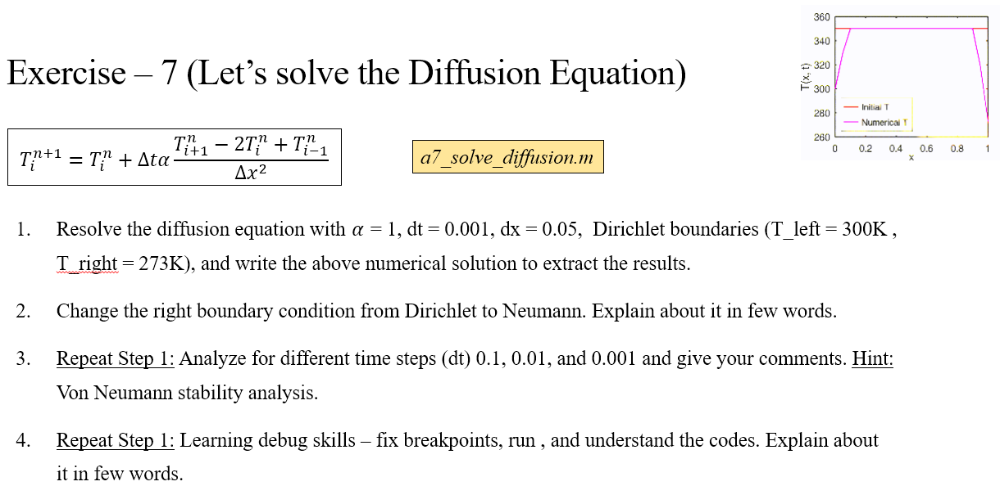 Exercise – 7 (Let’s solve the Diffusion Equation)
360
340
320
300
280
260
T(x, t)
Initial T
Numerical T
0 0.2 0.4 0.6 0.8 1
x
T_i^{n+1} = T_i^n + Δtα (T_{i+1}^n − 2T_i^n + T_{i−1}^n) / Δx²
a7_solve_diffusion.m
1. Resolve the diffusion equation with α = 1, dt = 0.001, dx = 0.05, Dirichlet boundaries (T_left = 300K ,
T_right = 273K), and write the above numerical solution to extract the results.
2. Change the right boundary condition from Dirichlet to Neumann. Explain about it in few words.
3. Repeat Step 1: Analyze for different time steps (dt) 0.1, 0.01, and 0.001 and give your comments. Hint:
Von Neumann stability analysis.
4. Repeat Step 1: Learning debug skills – fix breakpoints, run , and understand the codes. Explain about
it in few words.